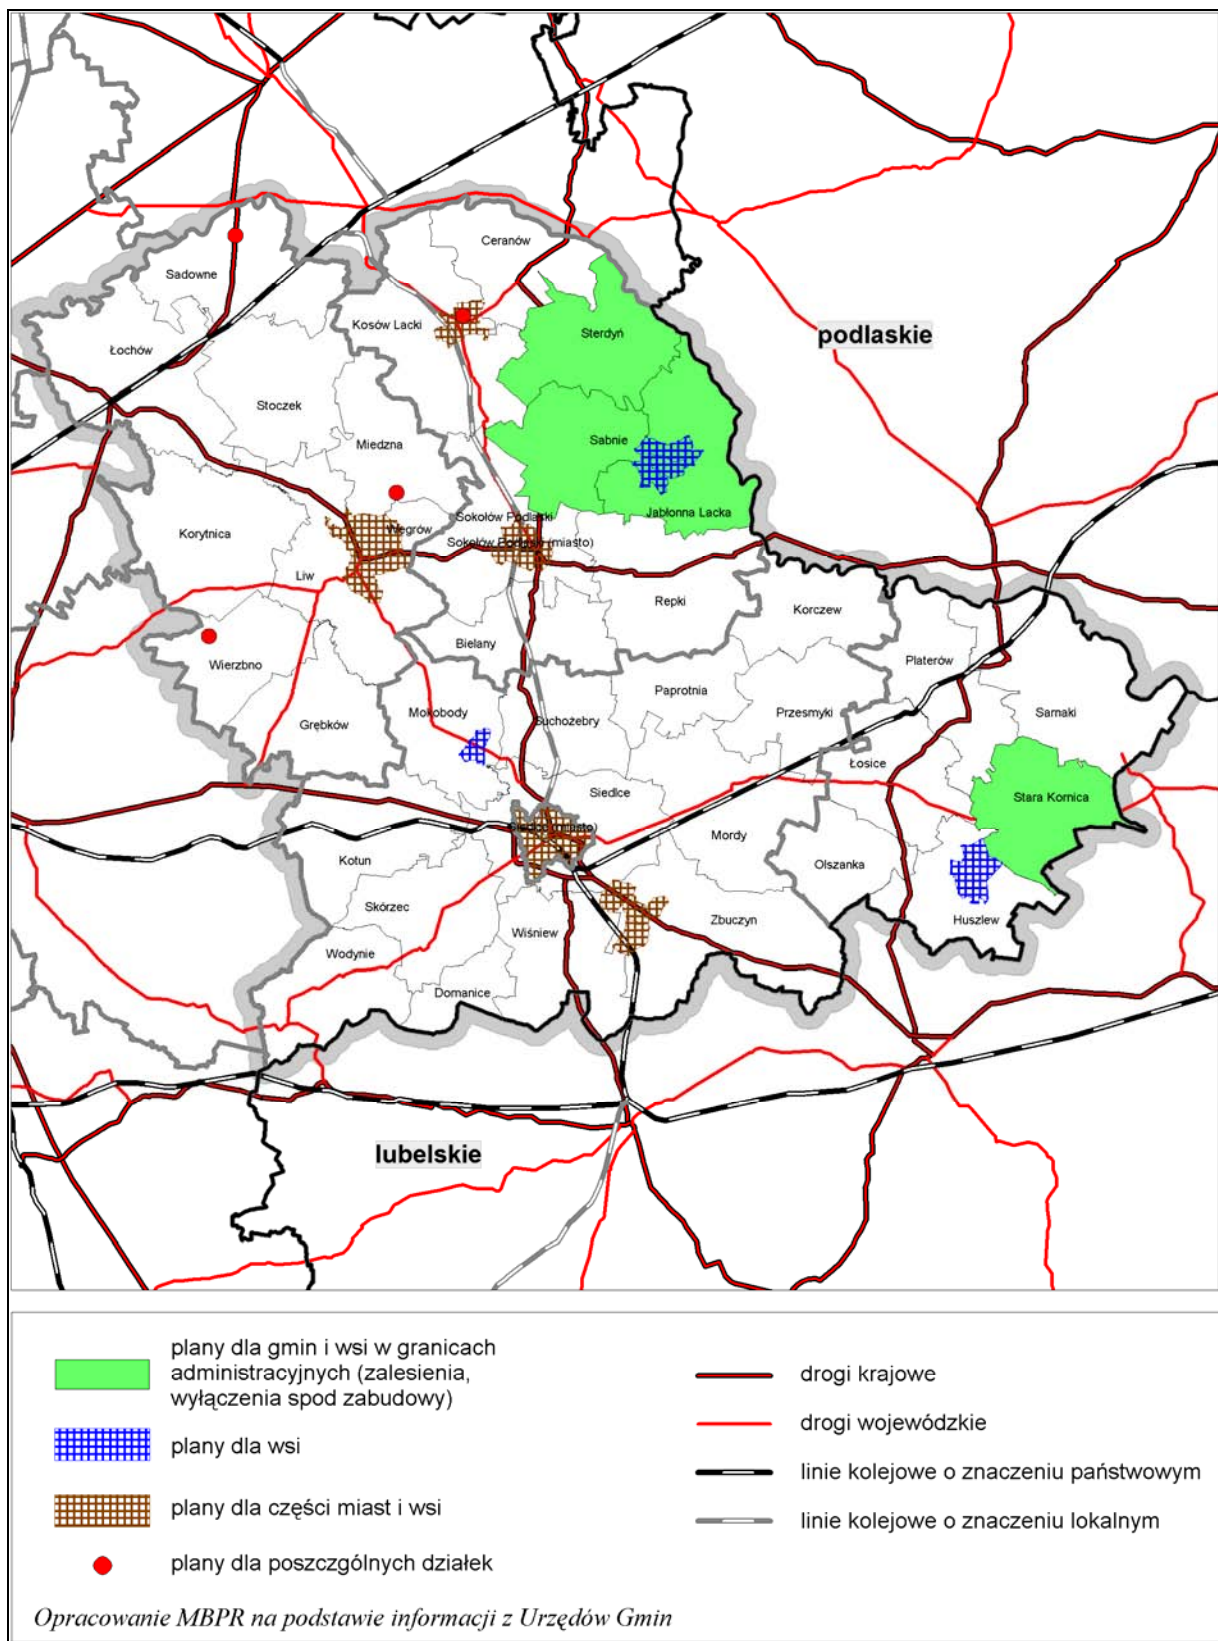 Ceranów
Sadowne
Kosów Lacki
Sterdyń
podlaskie
Łochów
Stoczek
Miedzna
Sabnie
Jabłonna Lacka
Sokołów Podlaski
Węgrów
Korytnica
Sokołów Podlaski (miasto)
Liw
Repki
Korczew
Bielany
Wierzbno
Platerów
Paprotnia
Mokobody
Przesmyki
Sarnaki
Grębków
Suchożebry
Łosice
Siedlce
Stara Kornica
Siedlce (miasto)
Mordy
Kotun
Olszanka
Skórzec
Zbuczyn
Huszlew
Wiśniew
Wodynie
Domanice
lubelskie
plany dla gmin i wsi w granicach
administracyjnych (zalesienia,
wyłączenia spod zabudowy)
plany dla wsi
plany dla części miast i wsi
plany dla poszczgólnych działek
drogi krajowe
drogi wojewódzkie
linie kolejowe o znaczeniu państwowym
linie kolejowe o znaczeniu lokalnym
Opracowanie MBPR na podstawie informacji z Urzędów Gmin